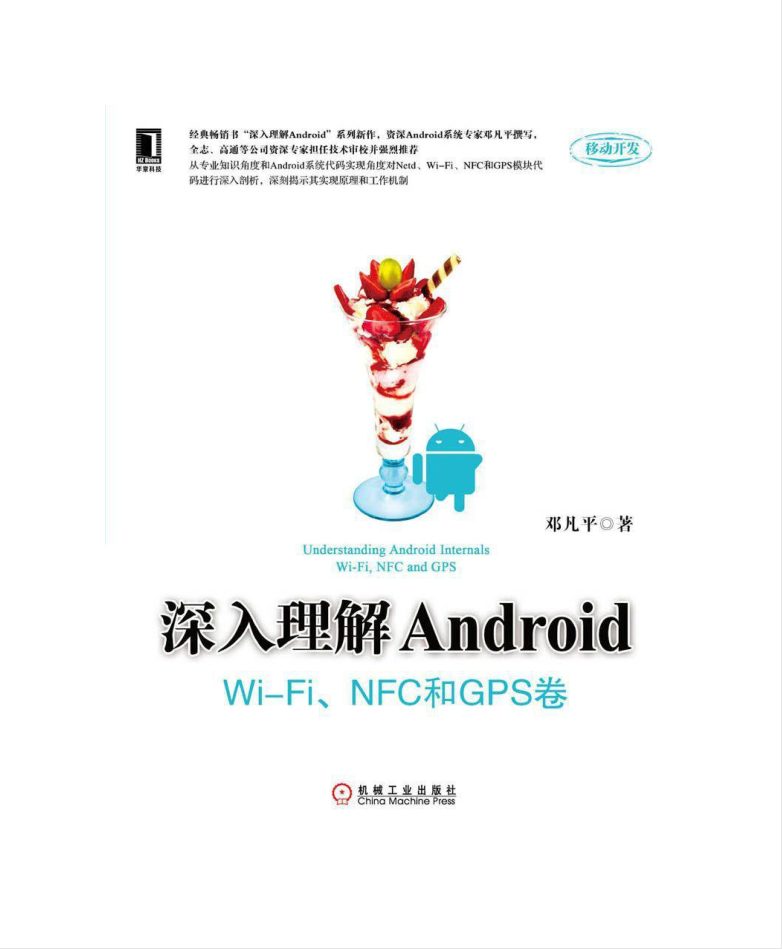 经典畅销书“深入理解Android”系列新作，资深Android系统专家邓凡平撰写，
全志、高通等公司资深专家担任技术审校并强烈推荐
从专业知识角度和Android系统代码实现角度对Netd、Wi-Fi、NFC和GPS模块代
码进行深入剖析，深刻揭示其实现原理和工作机制
HZ Books
华章科技
移动开发
邓凡平◎著
Understanding Android Internals
Wi-Fi, NFC and GPS
深入理解Android
Wi-Fi、NFC和GPS卷
机械工业出版社
China Machine Press